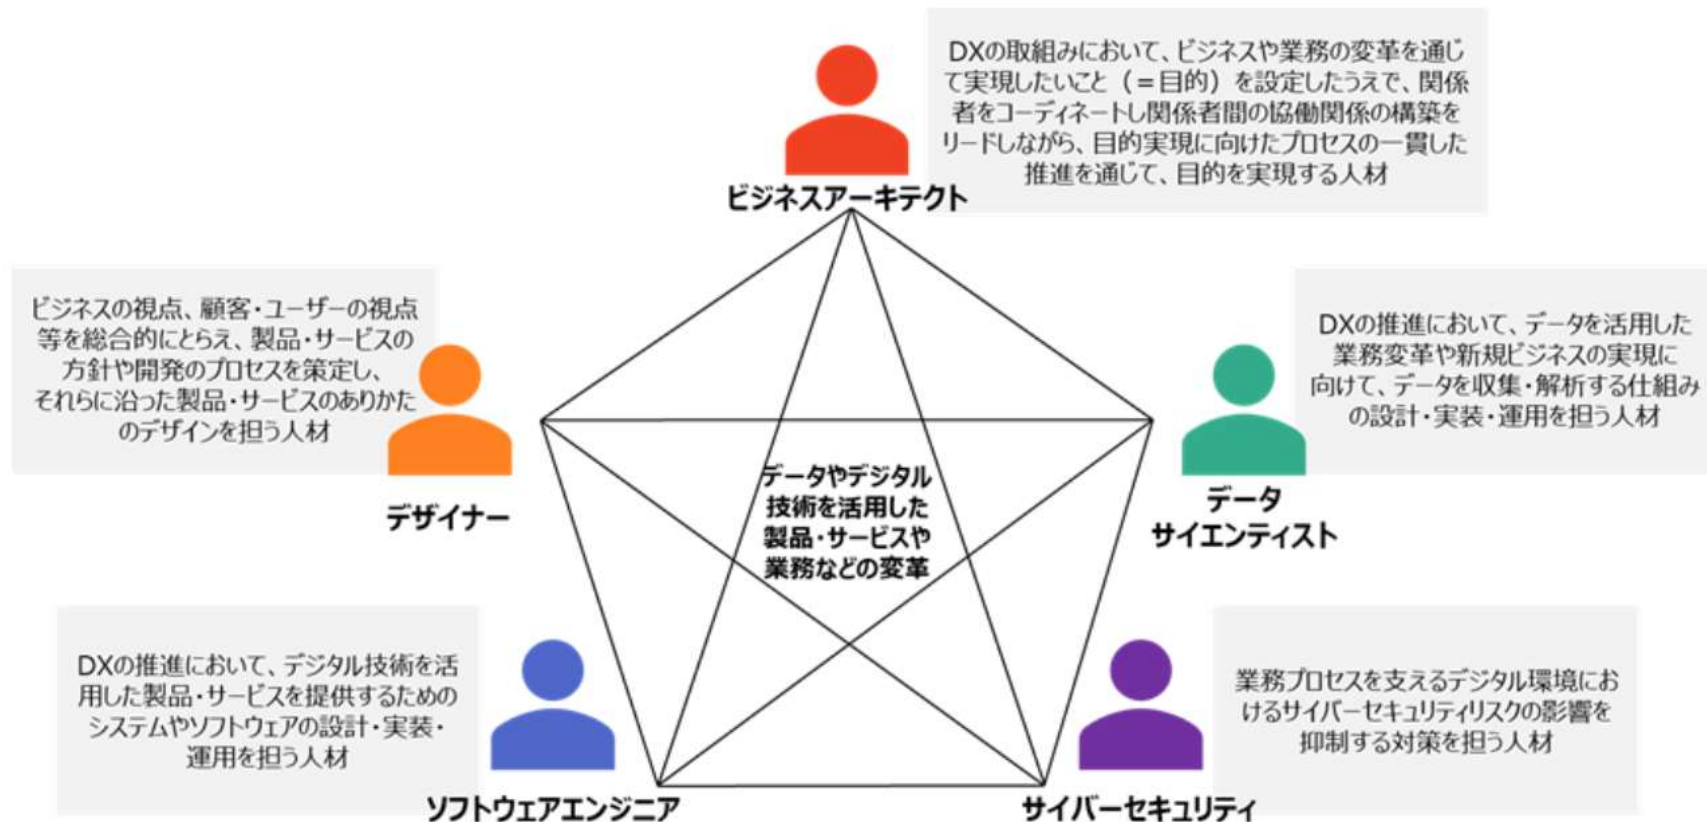 DXの取組みにおいて、ビジネスや業務の変革を通じ
て実現したいこと（＝目的）を設定したうえで、関係
者をコーディネートし関係者間の協働関係の構築を
リードしながら、目的実現に向けたプロセスの一貫した
推進を通じて、目的を実現する人材
ビジネスアーキテクト
ビジネスの視点、顧客・ユーザーの視点
等を総合的にとらえ、製品・サービスの
方針や開発のプロセスを策定し、
それらに沿った製品・サービスのありかた
のデザインを担う人材
デザイナー
DXの推進において、データを活用した
業務変革や新規ビジネスの実現に
向けて、データを収集・解析する仕組み
の設計・実装・運用を担う人材
データ
サイエンティスト
データやデジタル
技術を活用した
製品・サービスや
業務などの変革
DXの推進において、デジタル技術を活
用した製品・サービスを提供するための
システムやソフトウェアの設計・実装・
運用を担う人材
ソフトウェアエンジニア
業務プロセスを支えるデジタル環境にお
けるサイバーセキュリティリスクの影響を
抑制する対策を担う人材
サイバーセキュリティ